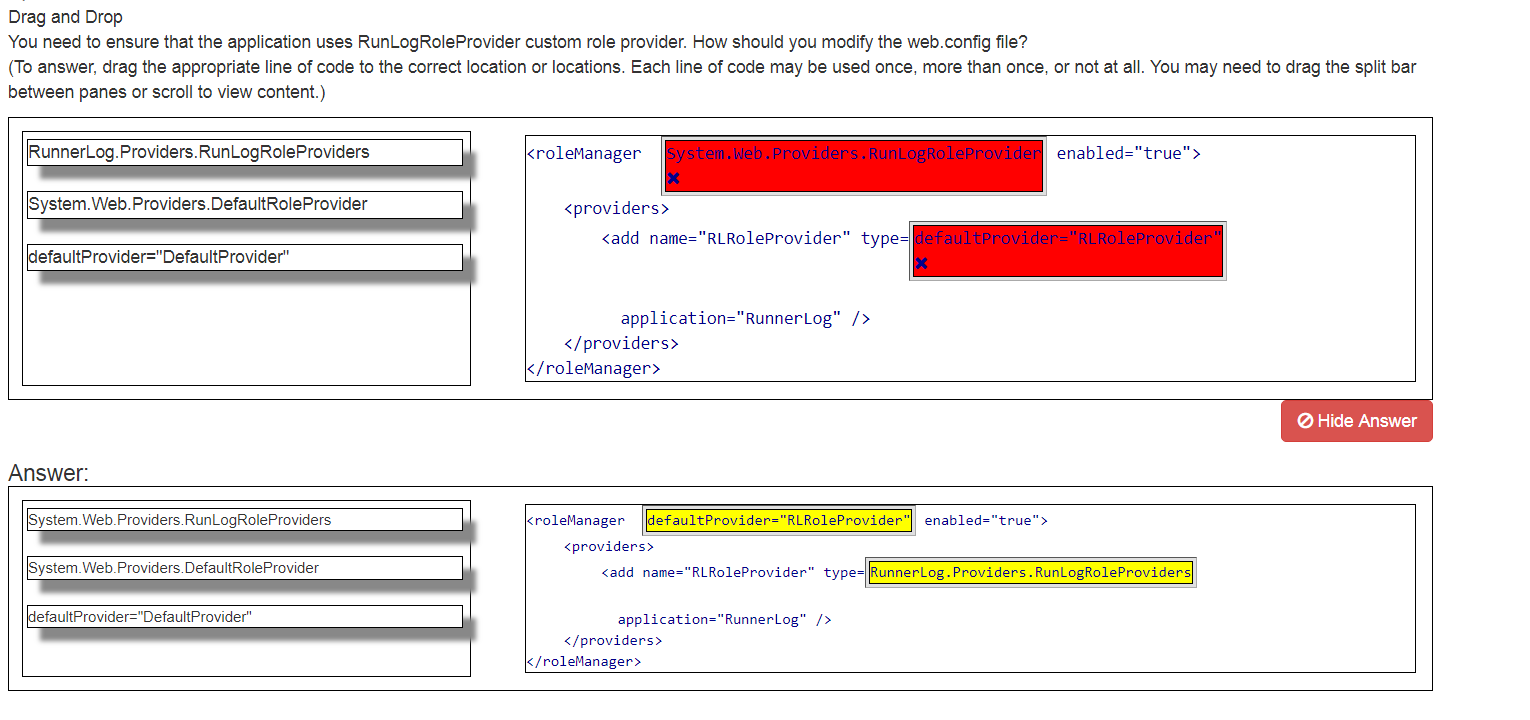 Drag and Drop
You need to ensure that the application uses RunLogRoleProvider custom role provider. How should you modify the web.config file?
(To answer, drag the appropriate line of code to the correct location or locations. Each line of code may be used once, more than once, or not at all. You may need to drag the split bar
between panes or scroll to view content.)
RunnerLog.Providers.RunLogRoleProviders
System.Web.Providers.DefaultRoleProvider
defaultProvider="DefaultProvider"
<roleManager System.Web.Providers.RunLogRoleProvider enabled="true">
<providers>
<add name="RLRoleProvider" type=defaultProvider="RLRoleProvider"
application="RunnerLog" />
</providers>
</roleManager>
Hide Answer
Answer:
System.Web.Providers.RunLogRoleProviders
System.Web.Providers.DefaultRoleProvider
defaultProvider="DefaultProvider"
<roleManager defaultProvider="RLRoleProvider" enabled="true">
<providers>
<add name="RLRoleProvider" type=RunnerLog.Providers.RunLogRoleProviders
application="RunnerLog" />
</providers>
</roleManager>